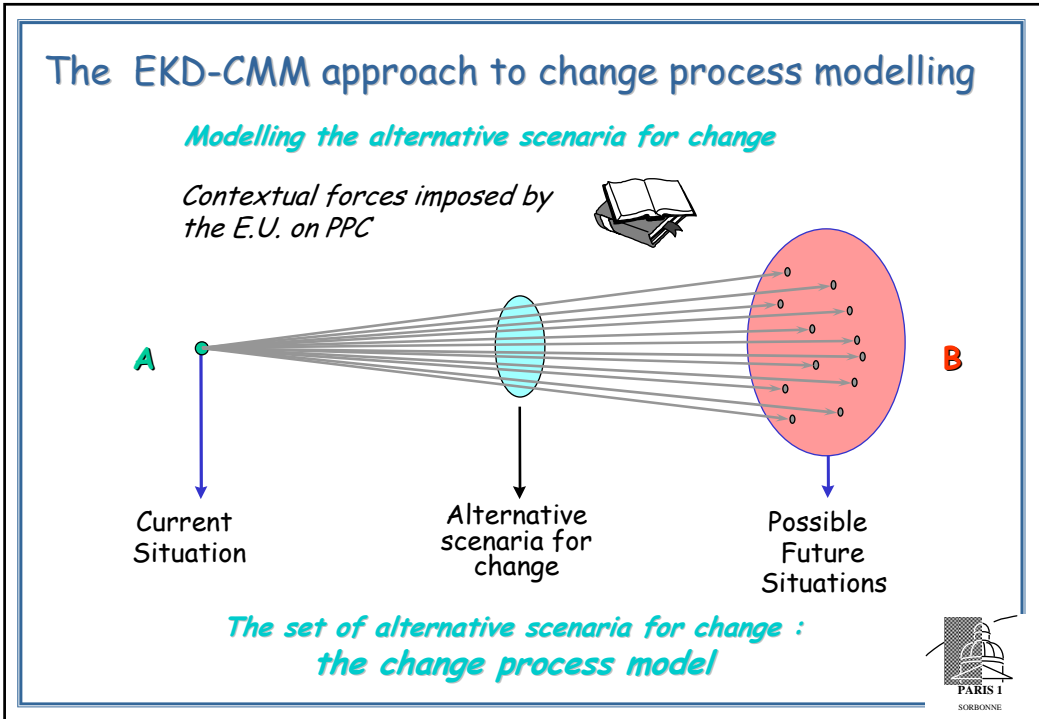 The EKD-CMM approach to change process modelling
Modelling the alternative scenaria for change
Contextual forces imposed by
the E.U. on PPC
A
B
Current
Situation
Alternative
scenaria for
change
Possible
Future
Situations
The set of alternative scenaria for change :
the change process model
PARIS 1
SORBONNE